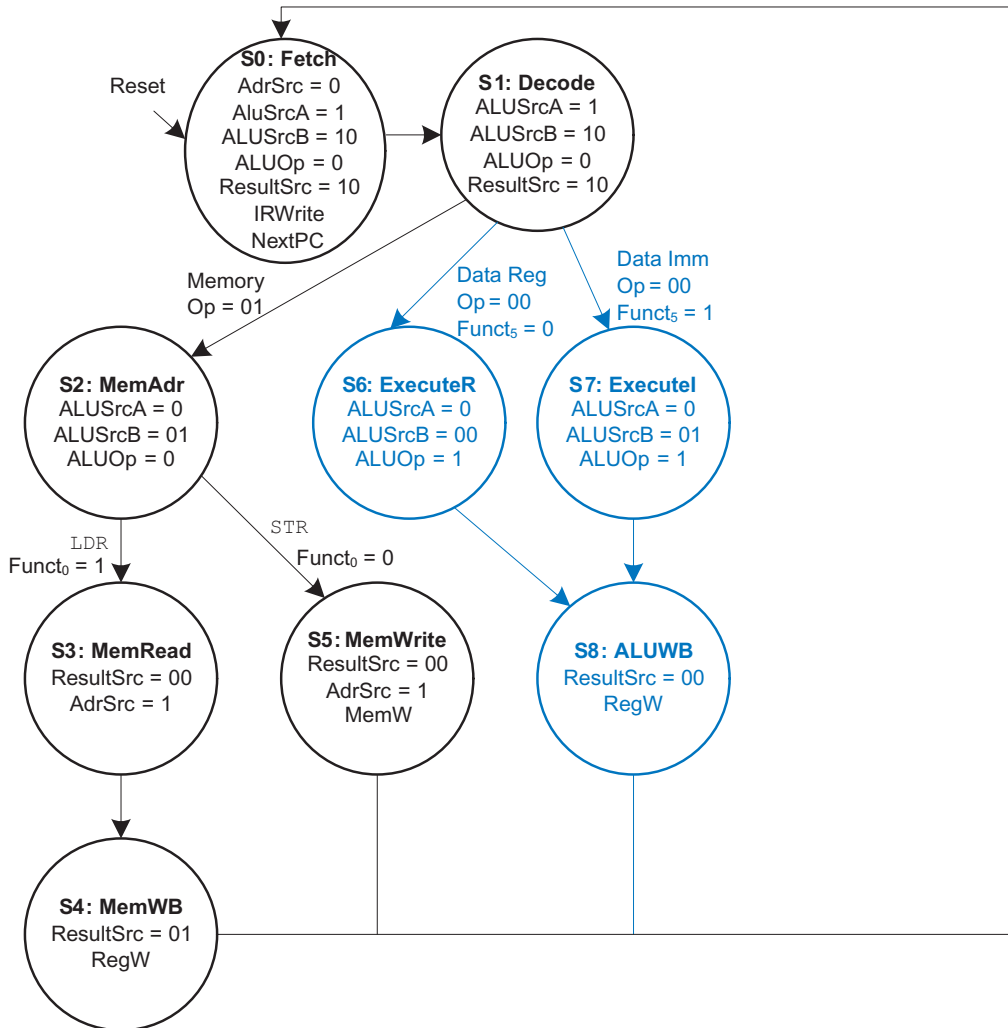 Reset
S0: Fetch
AdrSrc = 0
AluSrcA = 1
ALUSrcB = 10
ALUOp = 0
ResultSrc = 10
IRWrite
NextPC
S1: Decode
ALUSrcA = 1
ALUSrcB = 10
ALUOp = 0
ResultSrc = 10
Memory
Op = 01
Data Reg
Op = 00
Funct₅ = 0
Data Imm
Op = 00
Funct₅ = 1
S2: MemAdr
ALUSrcA = 0
ALUSrcB = 01
ALUOp = 0
S6: ExecuteR
ALUSrcA = 0
ALUSrcB = 00
ALUOp = 1
S7: ExecuteI
ALUSrcA = 0
ALUSrcB = 01
ALUOp = 1
LDR
Funct₀ = 1
STR
Funct₀ = 0
S3: MemRead
ResultSrc = 00
AdrSrc = 1
S5: MemWrite
ResultSrc = 00
AdrSrc = 1
MemW
S8: ALUWB
ResultSrc = 00
RegW
S4: MemWB
ResultSrc = 01
RegW